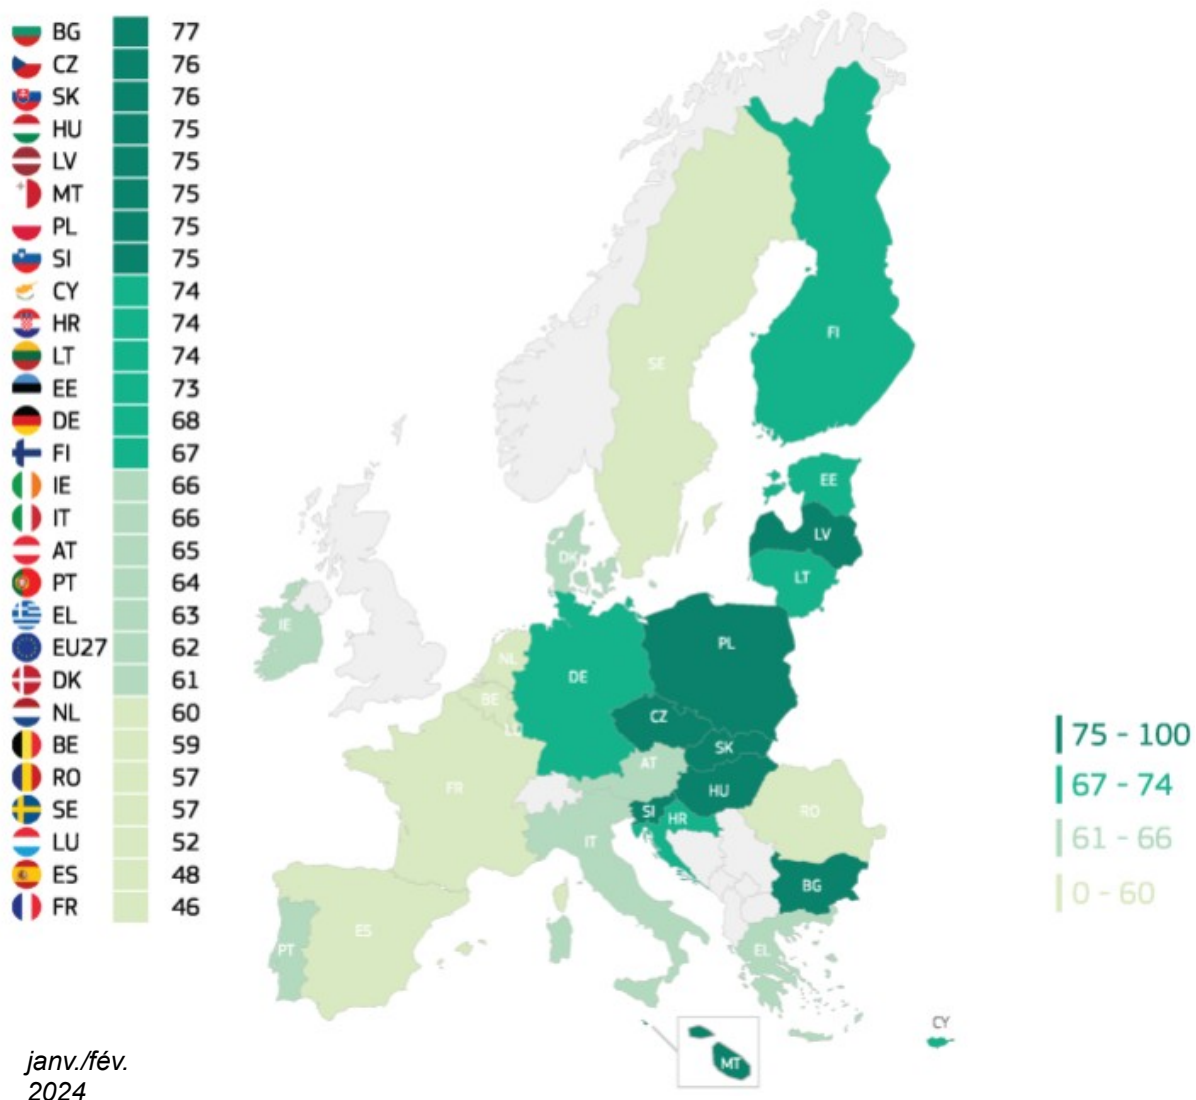 BG 77
CZ 76
SK 76
HU 75
LV 75
MT 75
PL 75
SI 75
CY 74
HR 74
LT 74
EE 73
DE 68
FI 67
IE 66
IT 66
AT 65
PT 64
EL 63
EU27 62
DK 61
NL 60
BE 59
RO 57
SE 57
LU 52
ES 48
FR 46
janv./fév.
2024
FI
SE
EE
LV
LT
DK
IE
PL
NL
DE
BE
CZ
LU
SK
AT
FR
HU
SI
HR
RO
IT
BG
ES
PT
EL
CY
MT
75 - 100
67 - 74
61 - 66
0 - 60